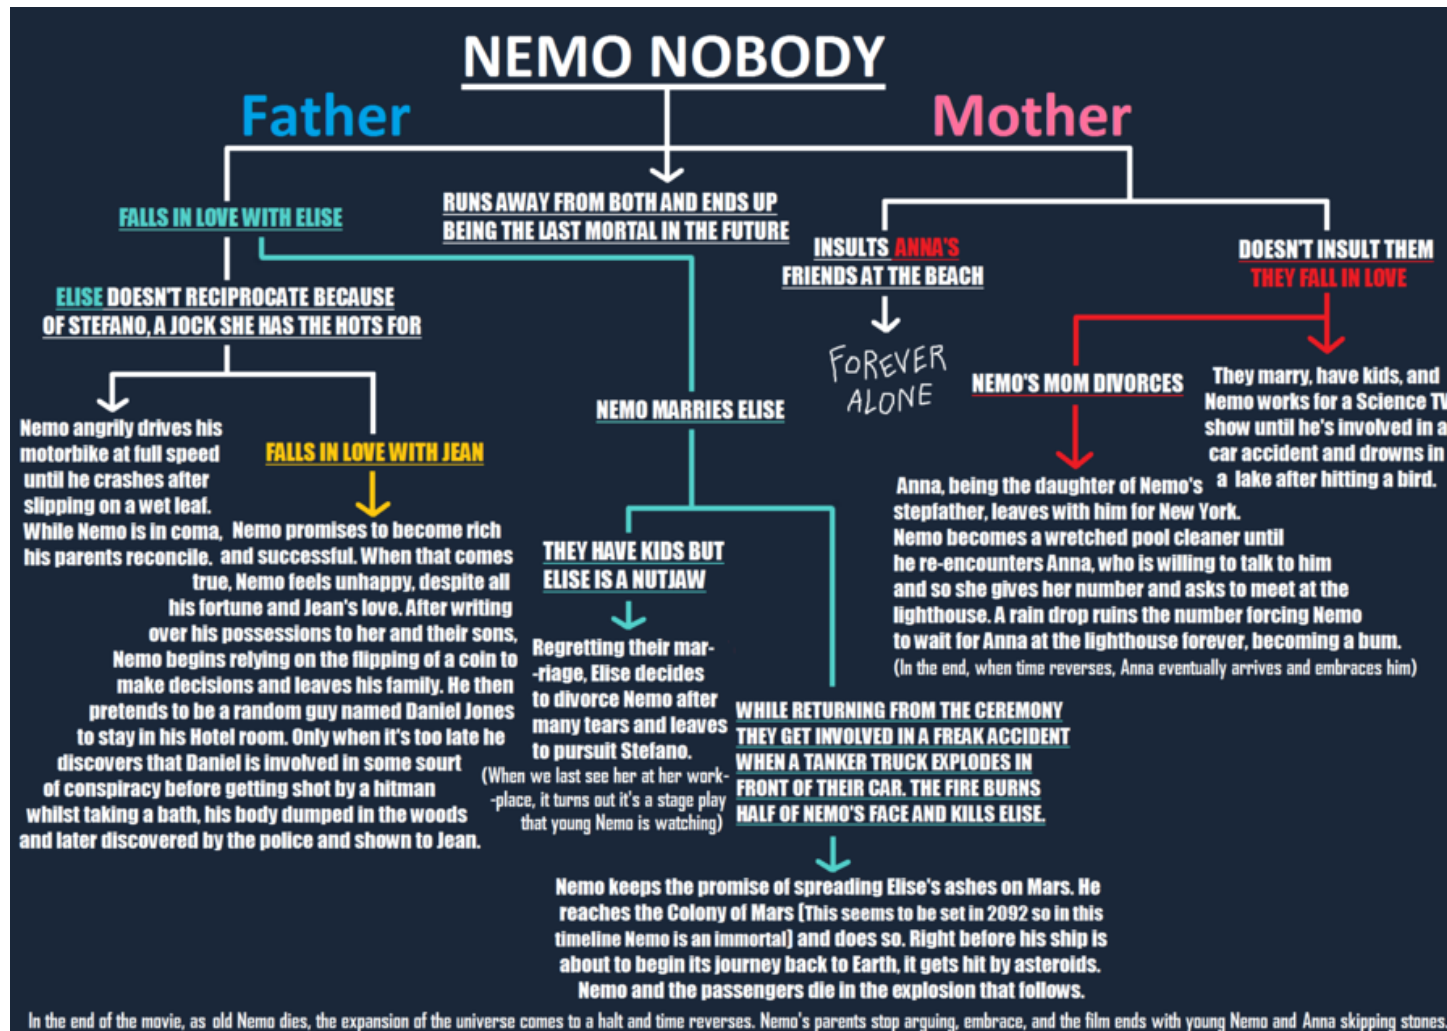 NEMO NOBODY
Father
Mother
FALLS IN LOVE WITH ELISE
RUNS AWAY FROM BOTH AND ENDS UP
BEING THE LAST MORTAL IN THE FUTURE
INSULTS ANNA'S
FRIENDS AT THE BEACH
DOESN'T INSULT THEM
THEY FALL IN LOVE
ELISE DOESN'T RECIPROCATE BECAUSE
OF STEFANO, A JOCK SHE HAS THE HOTS FOR
FOREVER
ALONE
NEMO'S MOM DIVORCES
They marry, have kids, and
Nemo works for a Science TV
show until he's involved in a
car accident and drowns in
a lake after hitting a bird.
NEMO MARRIES ELISE
Nemo angrily drives his
motorbike at full speed
until he crashes after
slipping on a wet leaf.
While Nemo is in coma,
his parents reconcile.
FALLS IN LOVE WITH JEAN
Nemo promises to become rich
and successful. When that comes
true, Nemo feels unhappy, despite all
his fortune and Jean's love. After writing
over his possessions to her and their sons,
Nemo begins relying on the flipping of a coin to
make decisions and leaves his family. He then
pretends to be a random guy named Daniel Jones
to stay in his Hotel room. Only when it's too late he
discovers that Daniel is involved in some sourt
of conspiracy before getting shot by a hitman
whilst taking a bath, his body dumped in the woods
and later discovered by the police and shown to Jean.
Anna, being the daughter of Nemo's
stepfather, leaves with him for New York.
Nemo becomes a wretched pool cleaner until
he re-encounters Anna, who is willing to talk to him
and so she gives her number and asks to meet at the
lighthouse. A rain drop ruins the number forcing Nemo
to wait for Anna at the lighthouse forever, becoming a bum.
(In the end, when time reverses, Anna eventually arrives and embraces him)
THEY HAVE KIDS BUT
ELISE IS A NUTJAW
Regretting their mar-
-riage, Elise decides
to divorce Nemo after
many tears and leaves
to pursuit Stefano.
(When we last see her at her work-
-place, it turns out it's a stage play
that young Nemo is watching)
WHILE RETURNING FROM THE CEREMONY
THEY GET INVOLVED IN A FREAK ACCIDENT
WHEN A TANKER TRUCK EXPLODES IN
FRONT OF THEIR CAR. THE FIRE BURNS
HALF OF NEMO'S FACE AND KILLS ELISE.
Nemo keeps the promise of spreading Elise's ashes on Mars. He
reaches the Colony of Mars (This seems to be set in 2092 so in this
timeline Nemo is an immortal) and does so. Right before his ship is
about to begin its journey back to Earth, it gets hit by asteroids.
Nemo and the passengers die in the explosion that follows.
In the end of the movie, as old Nemo dies, the expansion of the universe comes to a halt and time reverses. Nemo's parents stop arguing, embrace, and the film ends with young Nemo and Anna skipping stones